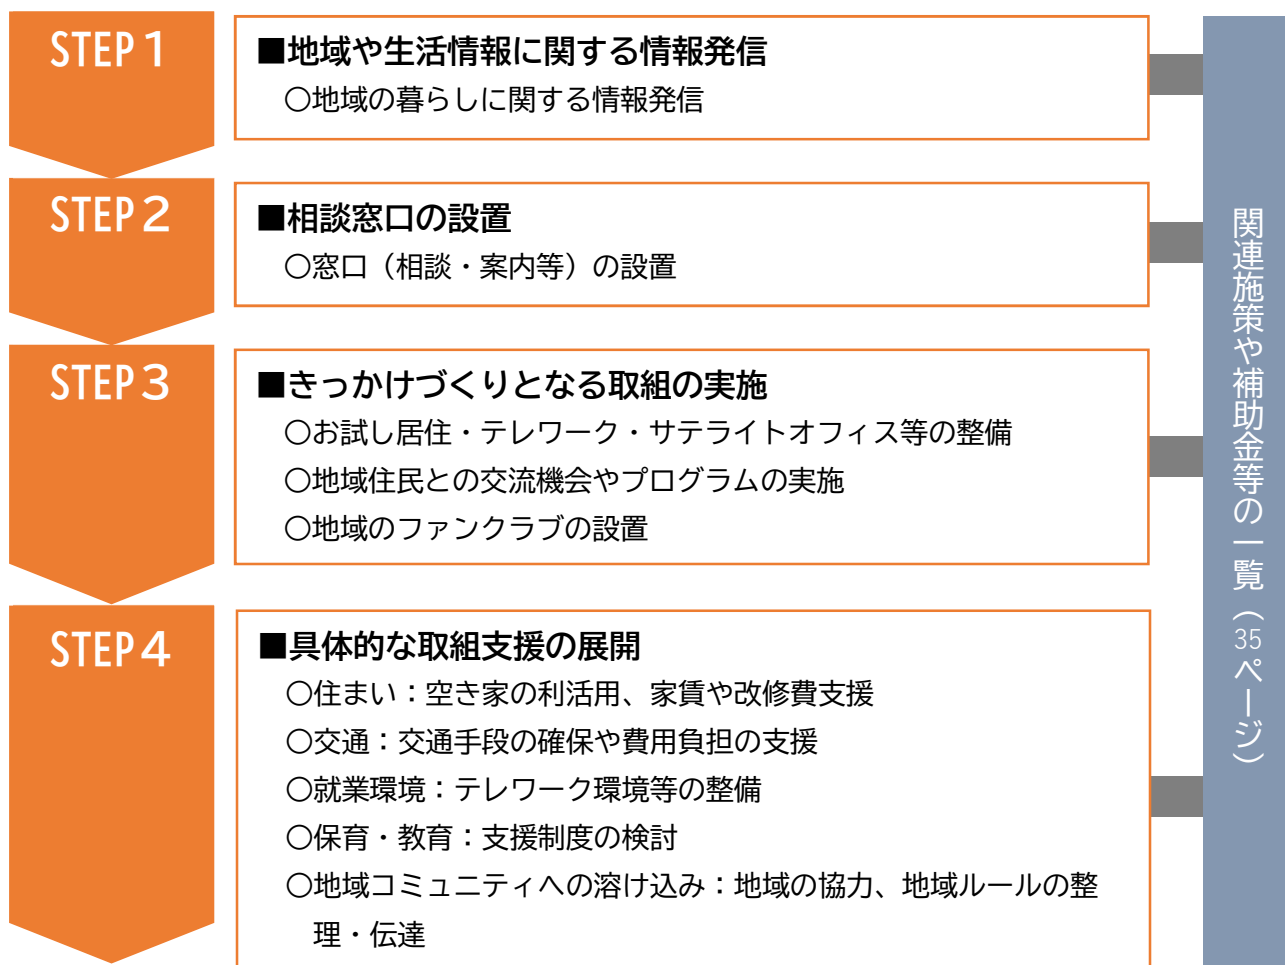 STEP1
■地域や生活情報に関する情報発信
○地域の暮らしに関する情報発信
STEP2
■相談窓口の設置
○窓口（相談・案内等）の設置
STEP3
■きっかけづくりとなる取組の実施
○お試し居住・テレワーク・サテライトオフィス等の整備
○地域住民との交流機会やプログラムの実施
○地域のファンクラブの設置
STEP4
■具体的な取組支援の展開
○住まい：空き家の利活用、家賃や改修費支援
○交通：交通手段の確保や費用負担の支援
○就業環境：テレワーク環境等の整備
○保育・教育：支援制度の検討
○地域コミュニティへの溶け込み：地域の協力、地域ルールの整
理・伝達
関連施策や補助金等の一覧（35ページ）